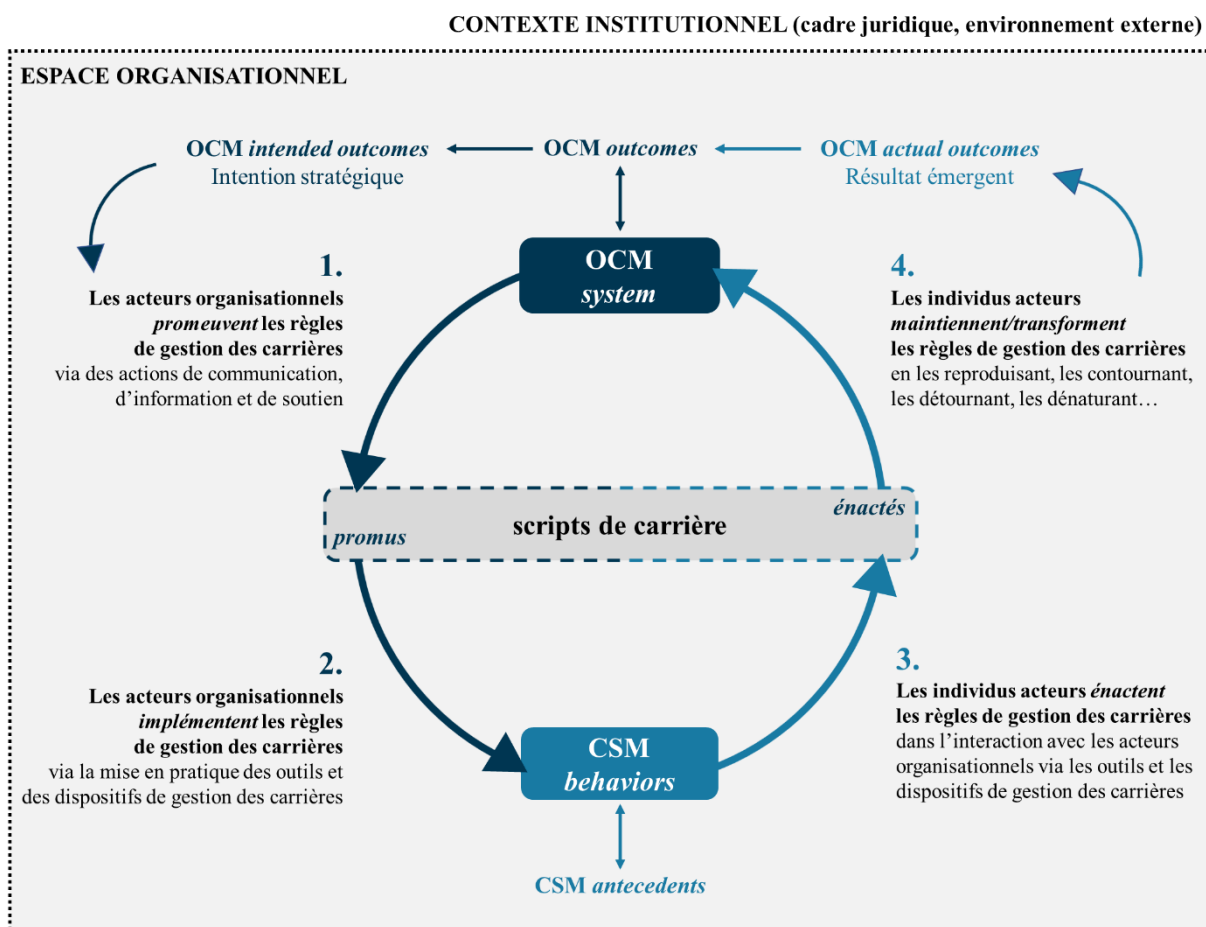 CONTEXTE INSTITUTIONNEL (cadre juridique, environnement externe)
ESPACE ORGANISATIONNEL
OCM intended outcomes
Intention stratégique
OCM outcomes
OCM actual outcomes
Résultat émergent
OCM
system
1.
Les acteurs organisationnels
promeuvent les règles
de gestion des carrières
via des actions de communication,
d’information et de soutien
4.
Les individus acteurs
maintiennent/transforment
les règles de gestion des carrières
en les reproduisant, les contournant,
les détournant, les dénaturant…
promus
scripts de carrière
énactés
2.
Les acteurs organisationnels
implémentent les règles
de gestion des carrières
via la mise en pratique des outils et
des dispositifs de gestion des carrières
3.
Les individus acteurs énactent
les règles de gestion des carrières
dans l’interaction avec les acteurs
organisationnels via les outils et les
dispositifs de gestion des carrières
CSM
behaviors
CSM antecedents